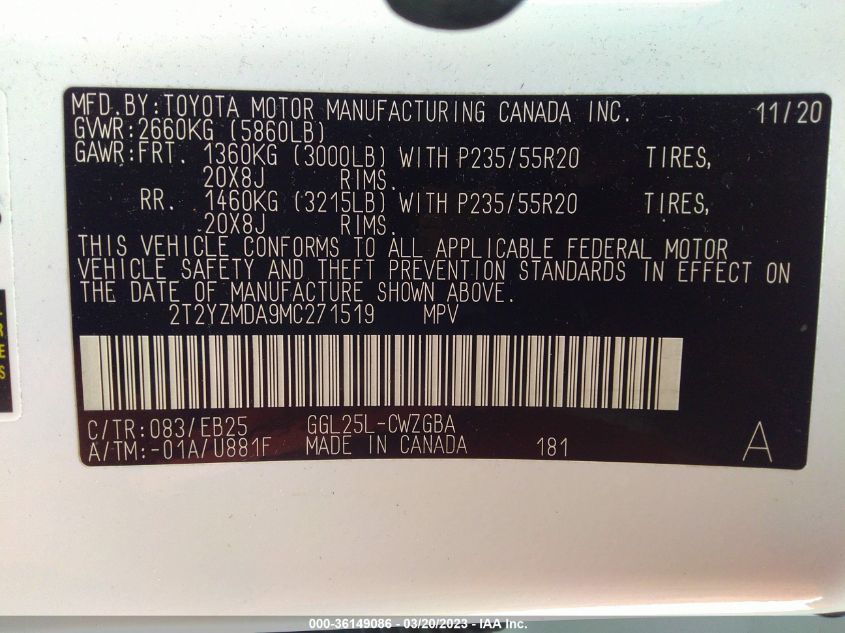 MFD. BY: TOYOTA MOTOR MANUFACTURING CANADA INC. 11/20
GVWR: 2660KG (5860LB)
GAWR: FRT. 1360KG (3000LB) WITH P235/55R20 TIRES,
20X8J RIMS.
RR. 1460KG (3215LB) WITH P235/55R20 TIRES,
20X8J RIMS.
THIS VEHICLE CONFORMS TO ALL APPLICABLE FEDERAL MOTOR
VEHICLE SAFETY AND THEFT PREVENTION STANDARDS IN EFFECT ON
THE DATE OF MANUFACTURE SHOWN ABOVE.
2T2YZMDA9MC271519 MPV
C/TR: 083/EB25 GGL25L-CWZGBA
A/TM: -01A/U881F MADE IN CANADA 181 A
000-36149086 - 03/20/2023 - IAA Inc.